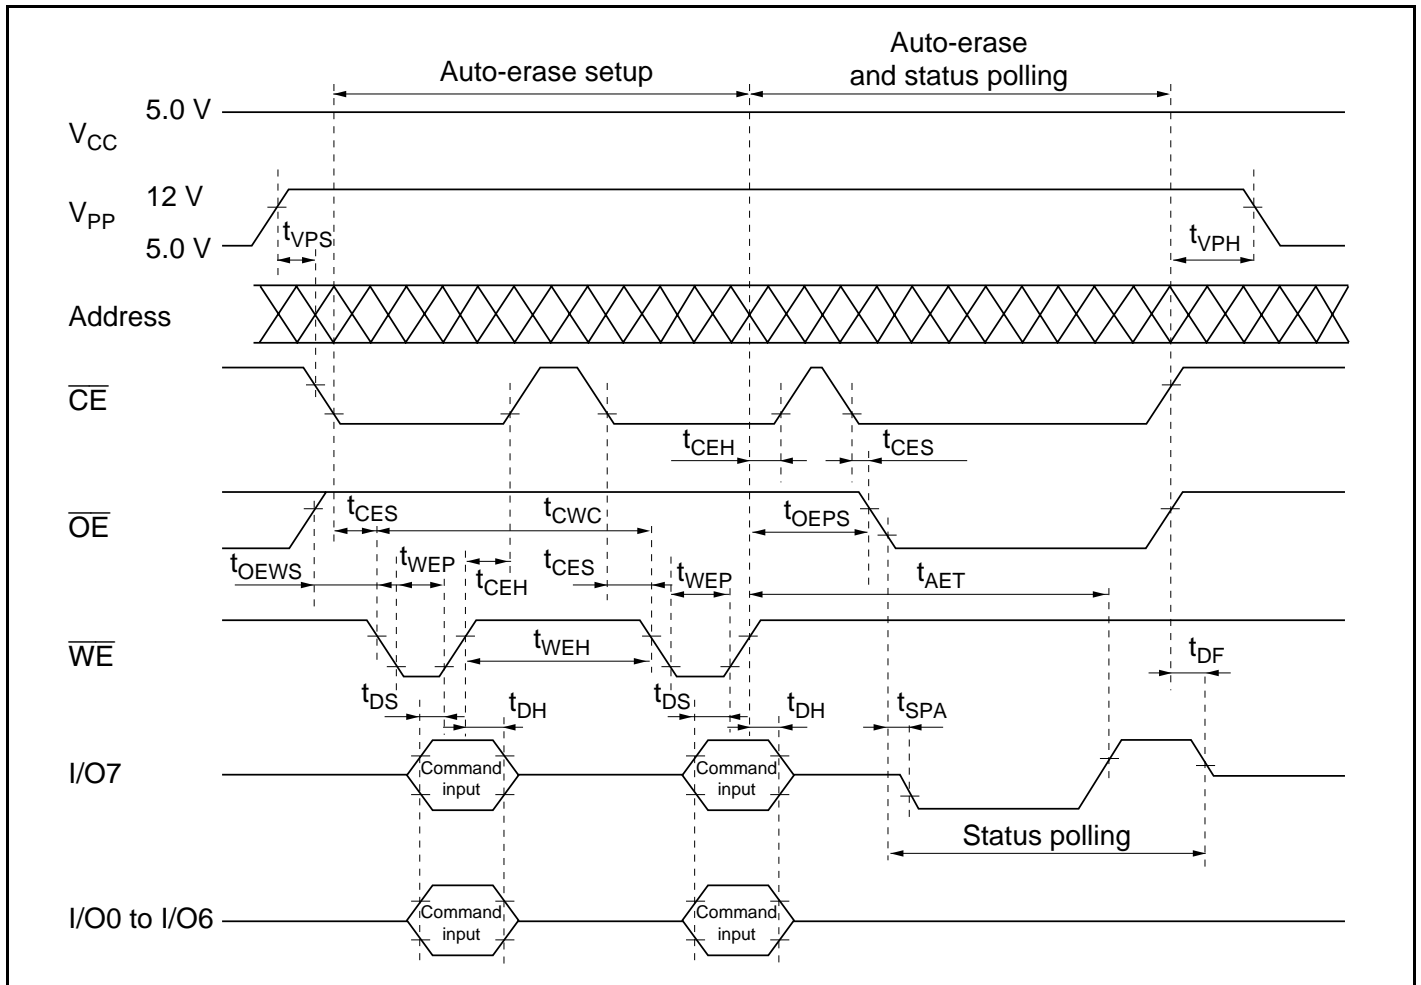 Auto-erase setup
Auto-erase
and status polling
5.0 V
VCC
12 V
VPP
5.0 V
tVPS
tVPH
Address
CE
tCEH
tCES
OE
tCES
tCWC
tOEPS
tOEWS
tWEP
tCEH
tCES
tWEP
tAET
WE
tWEH
tDF
tDS
tDH
tDS
tDH
tSPA
I/O7
Command
input
Command
input
Status polling
I/O0 to I/O6
Command
input
Command
input